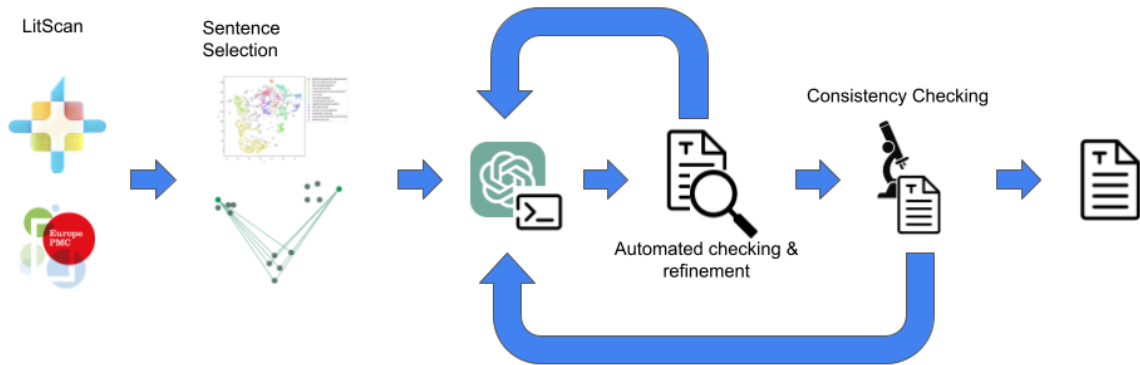 LitScan
Sentence
Selection
Consistency Checking
Europe
PMC
T
T
T
>_
Automated checking &
refinement